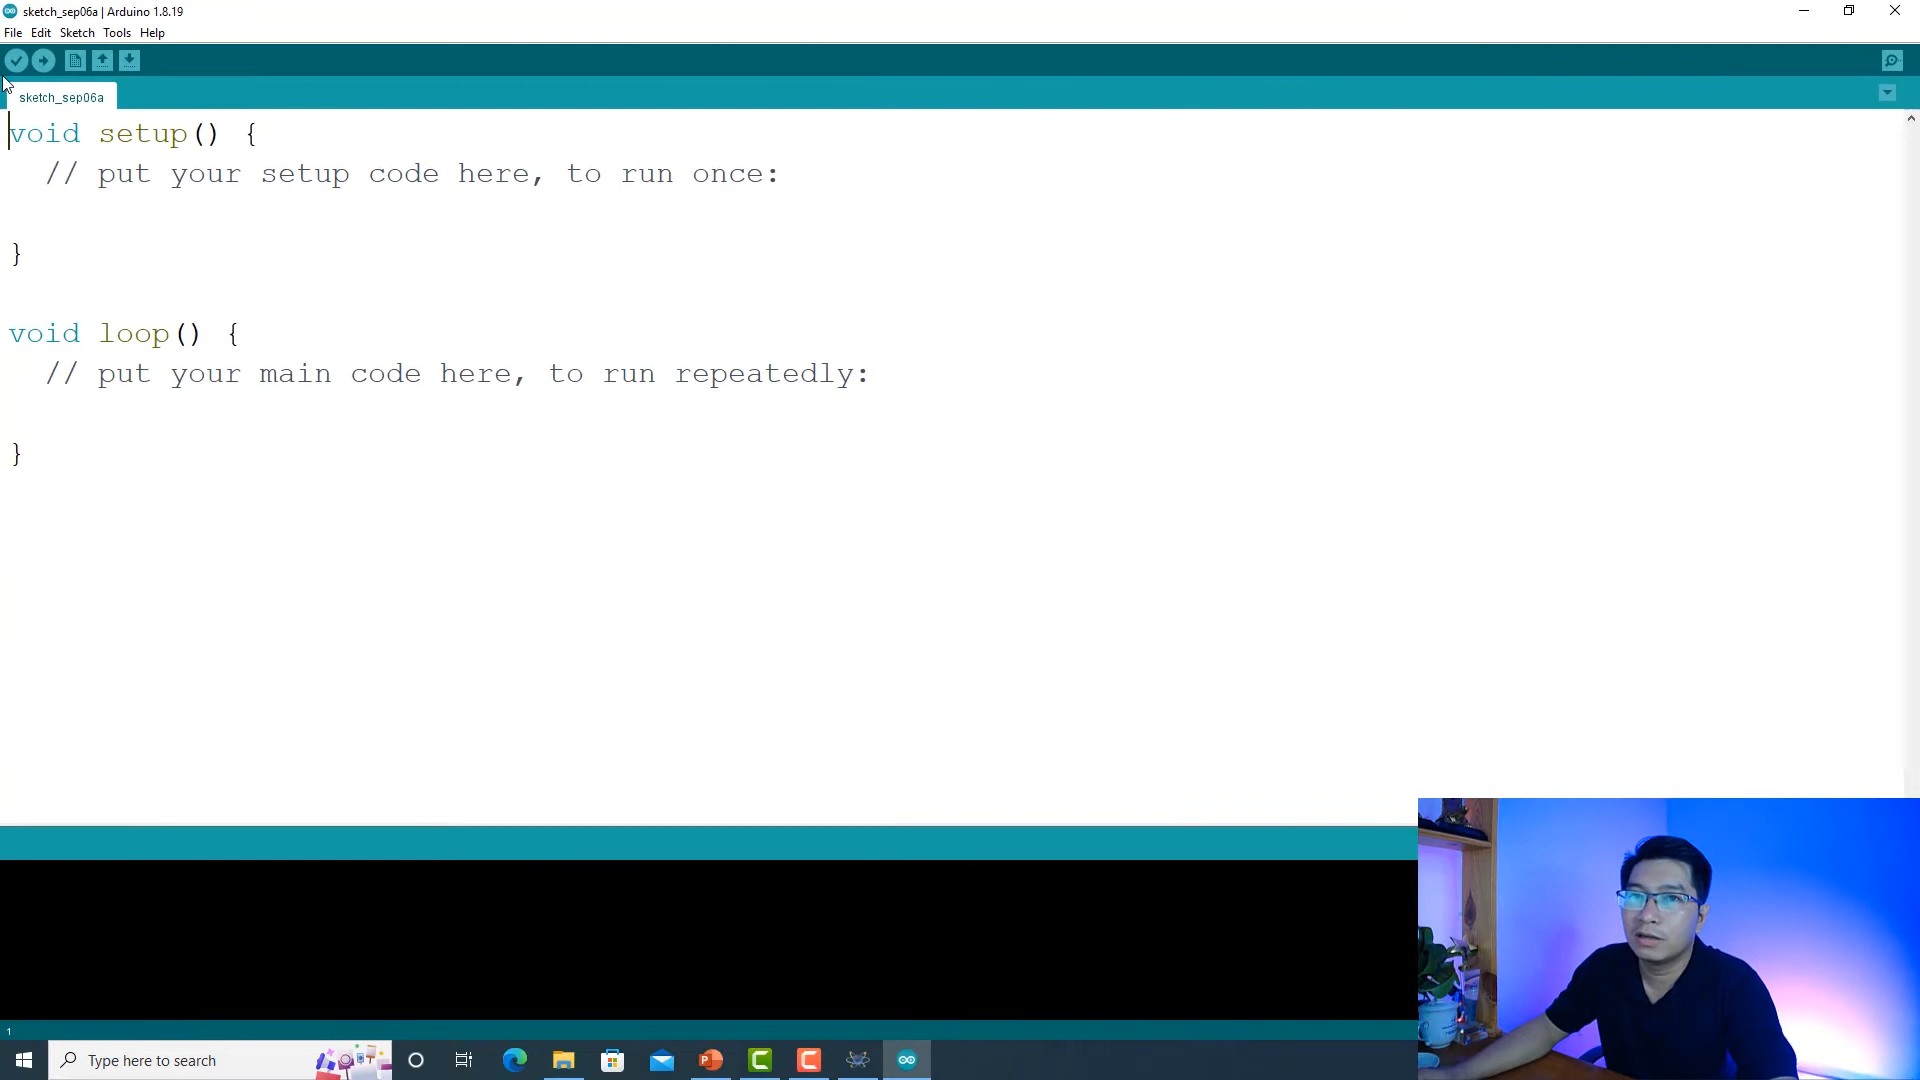 sketch_sep06a | Arduino 1.8.19
File Edit Sketch Tools Help
sketch_sep06a
void setup() {
  // put your setup code here, to run once:
}
void loop() {
  // put your main code here, to run repeatedly:
}
1
Type here to search